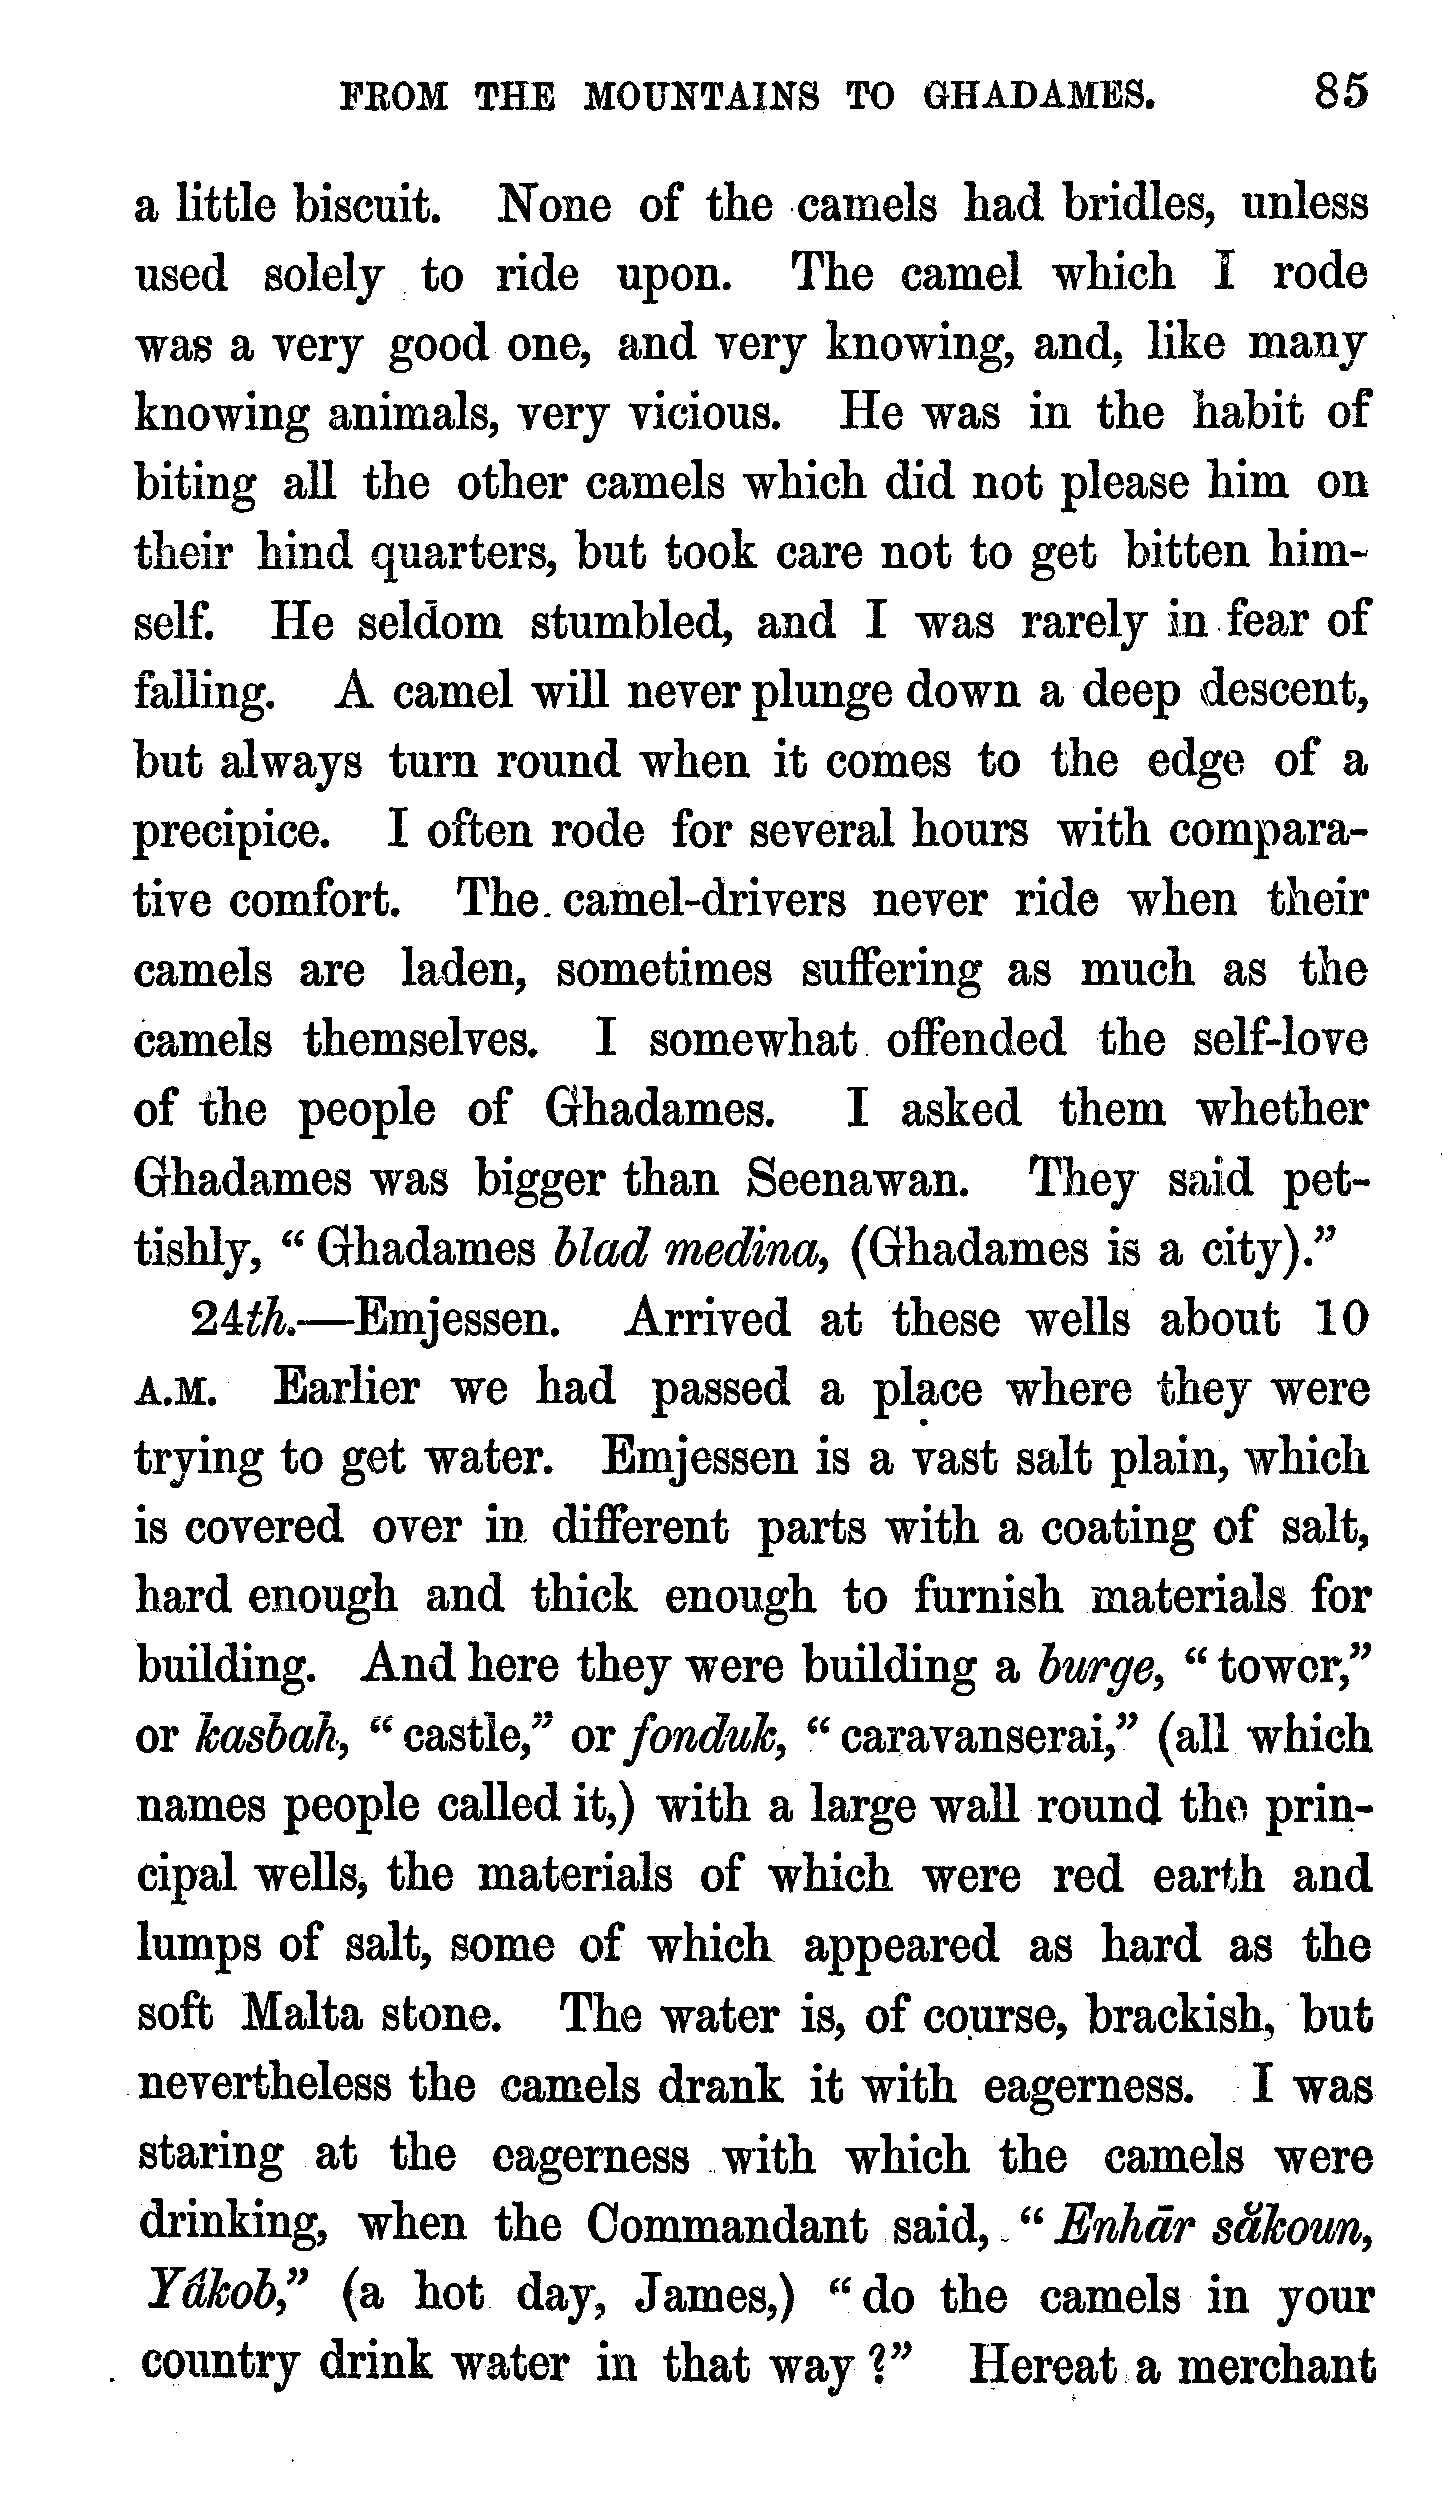 FROM THE MOUNTAINS TO GHADAMES. 85
a little biscuit. None of the camels had bridles, unless
used solely to ride upon. The camel which I rode
was a very good one, and very knowing, and, like many
knowing animals, very vicious. He was in the habit of
biting all the other camels which did not please him on
their hind quarters, but took care not to get bitten him-
self. He seldom stumbled, and I was rarely in fear of
falling. A camel will never plunge down a deep descent,
but always turn round when it comes to the edge of a
precipice. I often rode for several hours with compara-
tive comfort. The camel-drivers never ride when their
camels are laden, sometimes suffering as much as the
camels themselves. I somewhat offended the self-love
of the people of Ghadames. I asked them whether
Ghadames was bigger than Seenawan. They said pet-
tishly, “Ghadames blad medina, (Ghadames is a city).”
24th.—Emjessen. Arrived at these wells about 10
A.M. Earlier we had passed a place where they were
trying to get water. Emjessen is a vast salt plain, which
is covered over in different parts with a coating of salt,
hard enough and thick enough to furnish materials for
building. And here they were building a burge, “tower,”
or kasbah, “castle,” or fonduk, “caravanserai,” (all which
names people called it,) with a large wall round the prin-
cipal wells, the materials of which were red earth and
lumps of salt, some of which appeared as hard as the
soft Malta stone. The water is, of course, brackish, but
nevertheless the camels drank it with eagerness. I was
staring at the eagerness with which the camels were
drinking, when the Commandant said, “Enhār săkoun,
Yâkob,” (a hot day, James,) “do the camels in your
country drink water in that way?” Hereat a merchant